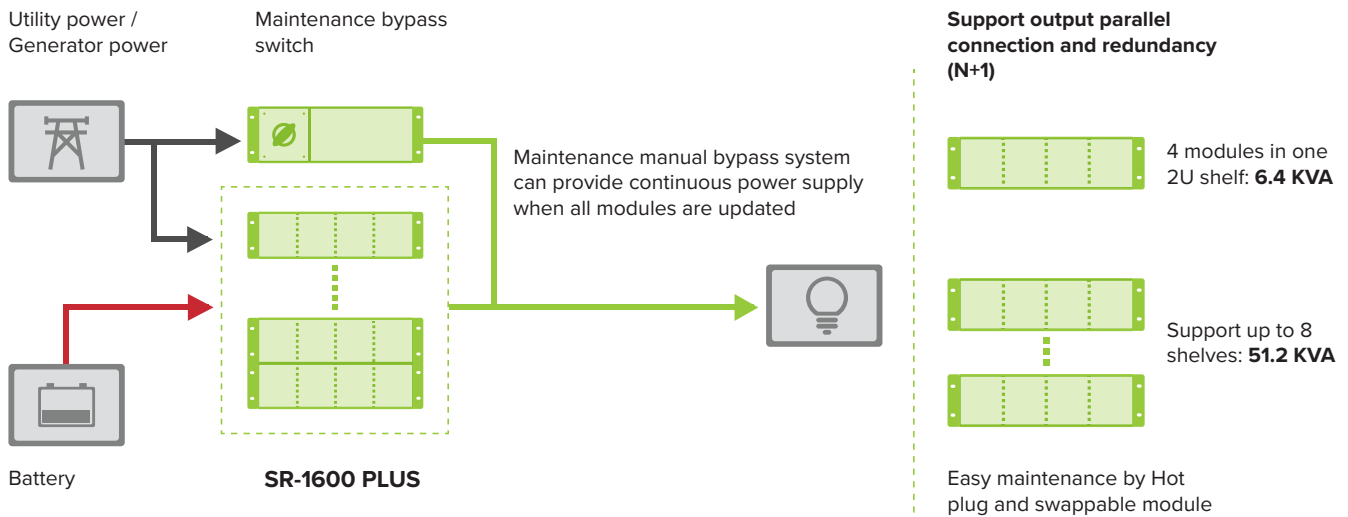 Utility power /
Generator power
Maintenance bypass
switch
Maintenance manual bypass system
can provide continuous power supply
when all modules are updated
Battery
SR-1600 PLUS
Support output parallel
connection and redundancy
(N+1)
4 modules in one
2U shelf: 6.4 KVA
Support up to 8
shelves: 51.2 KVA
Easy maintenance by Hot
plug and swappable module